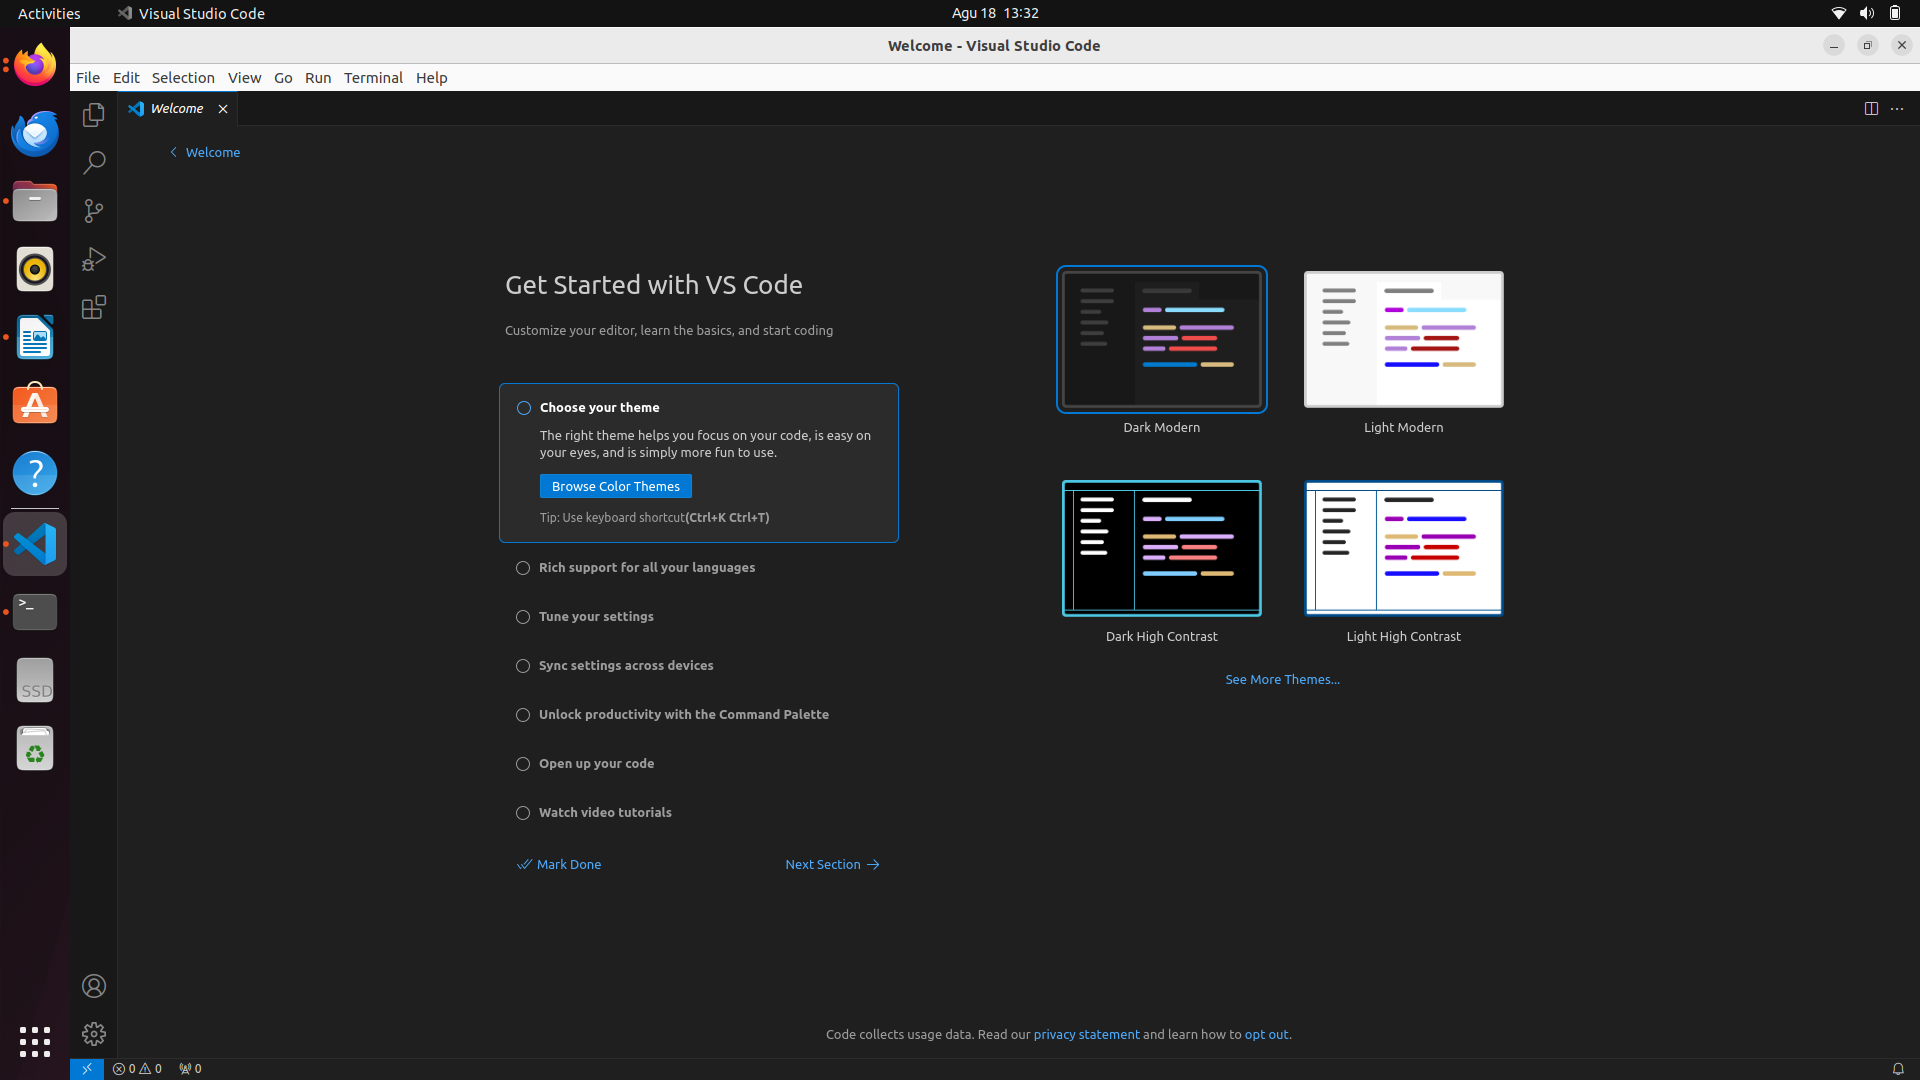 Activities
Visual Studio Code
Agu 18 13:32
Welcome - Visual Studio Code
File Edit Selection View Go Run Terminal Help
Welcome
Welcome
Get Started with VS Code
Customize your editor, learn the basics, and start coding
Choose your theme
The right theme helps you focus on your code, is easy on
your eyes, and is simply more fun to use.
Browse Color Themes
Tip: Use keyboard shortcut(Ctrl+K Ctrl+T)
Rich support for all your languages
Tune your settings
Sync settings across devices
Unlock productivity with the Command Palette
Open up your code
Watch video tutorials
Mark Done
Next Section
Dark Modern
Light Modern
Dark High Contrast
Light High Contrast
See More Themes...
SSD
Code collects usage data. Read our privacy statement and learn how to opt out.
0 0 0